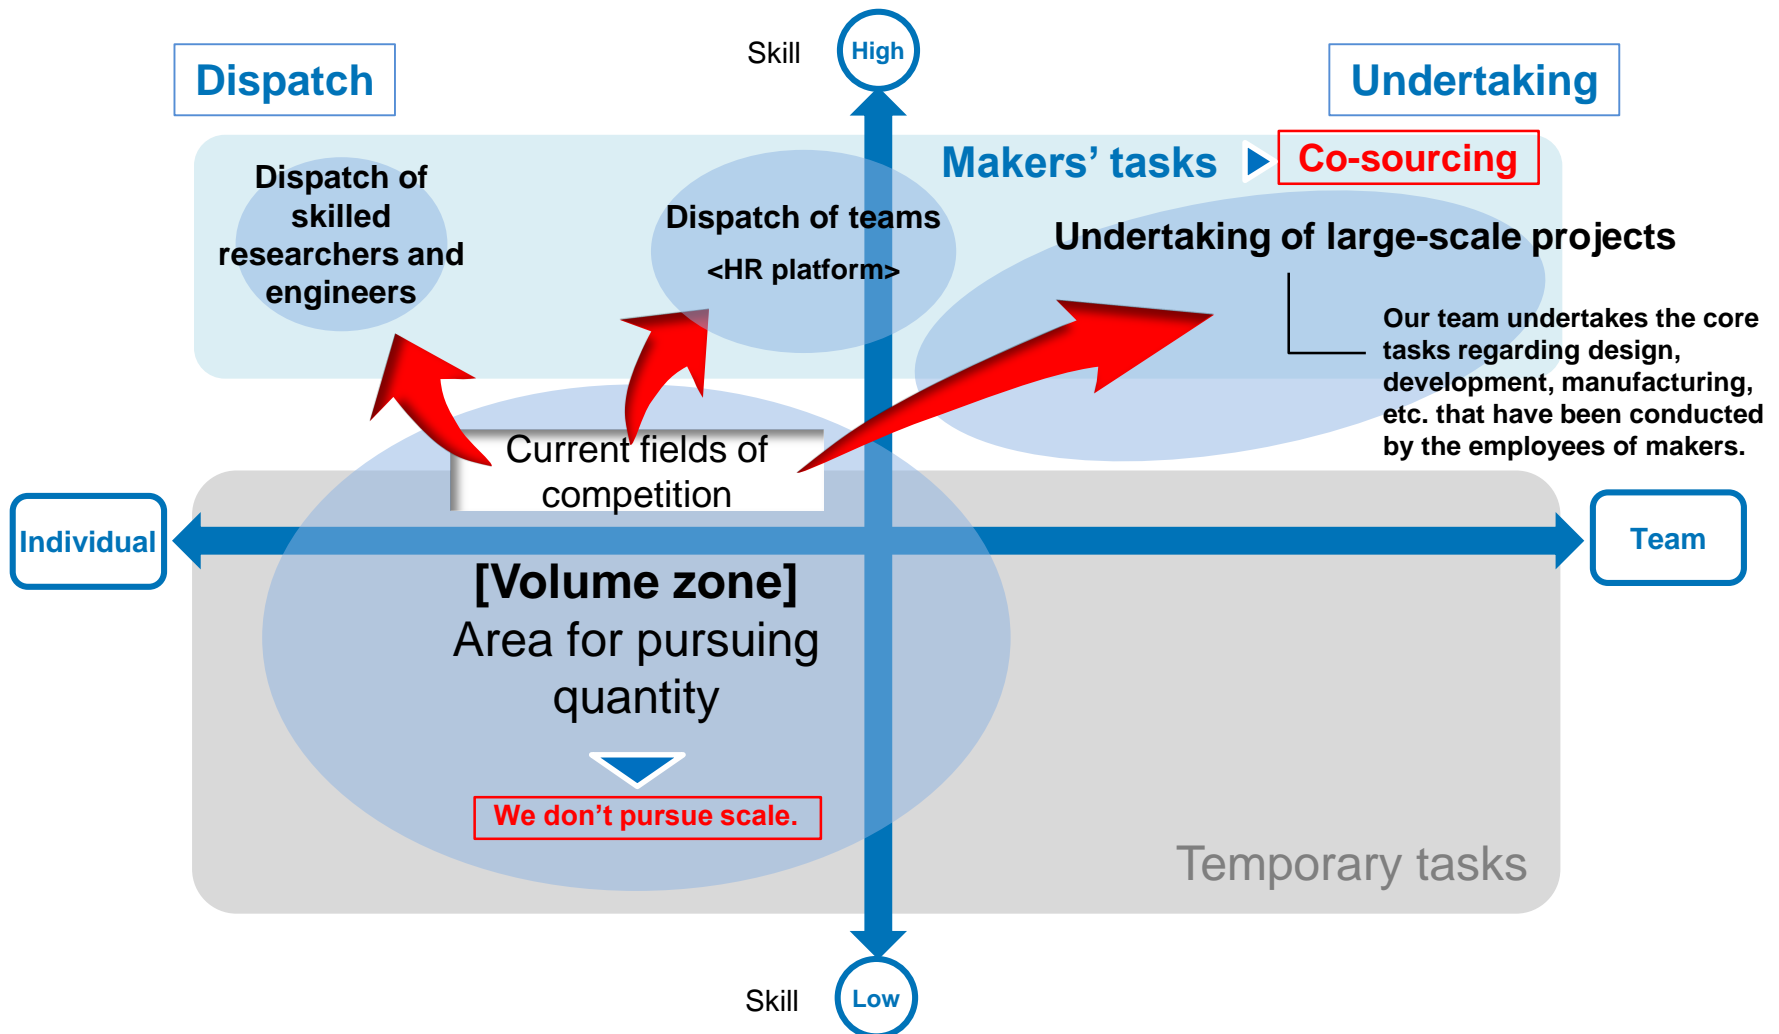 Skill
High
Dispatch
Undertaking
Makers’ tasks
Co-sourcing
Dispatch of
skilled
researchers and
engineers
Dispatch of teams
<HR platform>
Undertaking of large-scale projects
Our team undertakes the core
tasks regarding design,
development, manufacturing,
etc. that have been conducted
by the employees of makers.
Current fields of
competition
Individual
Team
[Volume zone]
Area for pursuing
quantity
We don’t pursue scale.
Temporary tasks
Skill
Low